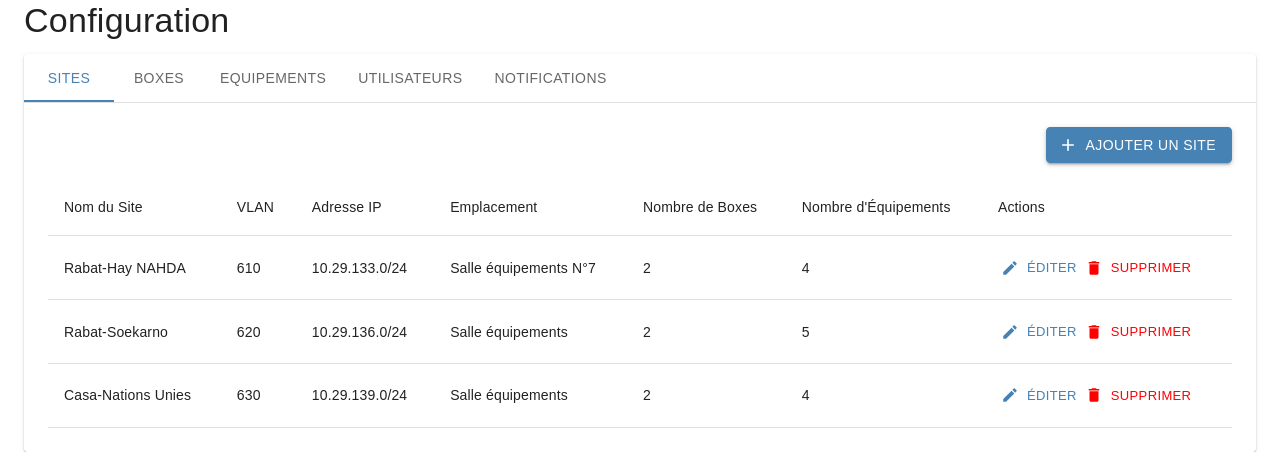 Configuration
SITES BOXES EQUIPEMENTS UTILISATEURS NOTIFICATIONS
AJOUTER UN SITE
Nom du Site VLAN Adresse IP Emplacement Nombre de Boxes Nombre d'Équipements Actions
Rabat-Hay NAHDA 610 10.29.133.0/24 Salle équipements N°7 2 4 ÉDITER SUPPRIMER
Rabat-Soekarno 620 10.29.136.0/24 Salle équipements 2 5 ÉDITER SUPPRIMER
Casa-Nations Unies 630 10.29.139.0/24 Salle équipements 2 4 ÉDITER SUPPRIMER